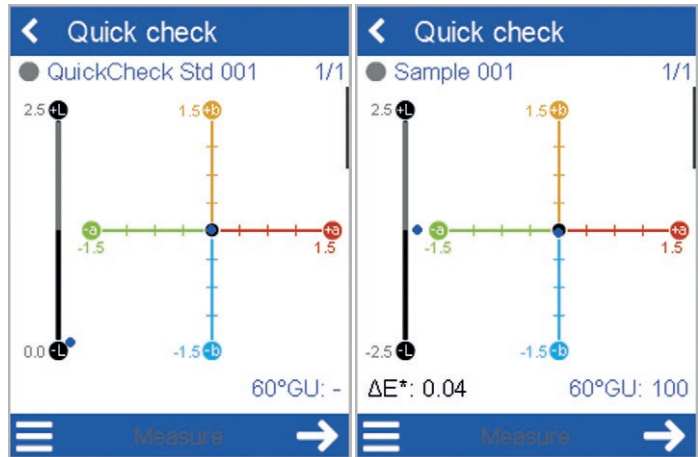 Quick check
QuickCheck Std 001 1/1
2.5 +L 1.5 +b
-a +a
-1.5 1.5
0.0 -L -1.5 -b
60°GU: -
Measure
Quick check
Sample 001 1/1
2.5 +L 1.5 +b
-a +a
-1.5 1.5
-2.5 -L -1.5 -b
ΔE*: 0.04 60°GU: 100
Measure